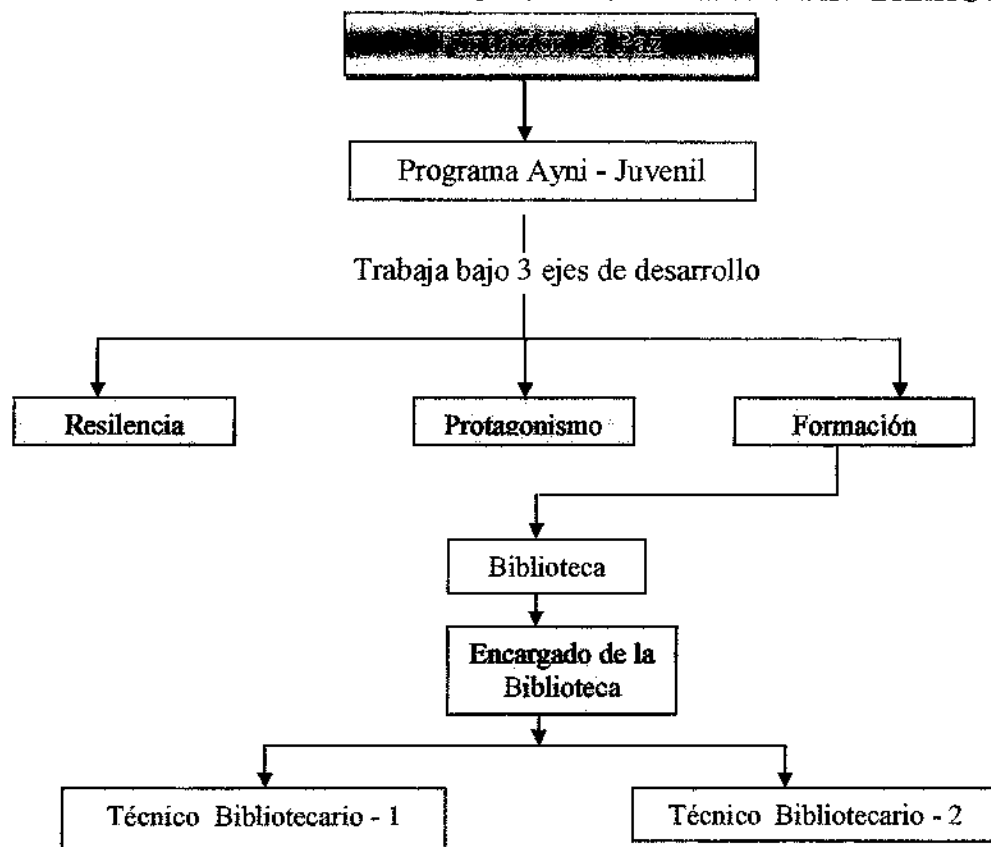 Programa Ayni - Juvenil
Trabaja bajo 3 ejes de desarrollo
Resilencia
Protagonismo
Formación
Biblioteca
Encargado de la
Biblioteca
Técnico Bibliotecario - 1
Técnico Bibliotecario - 2